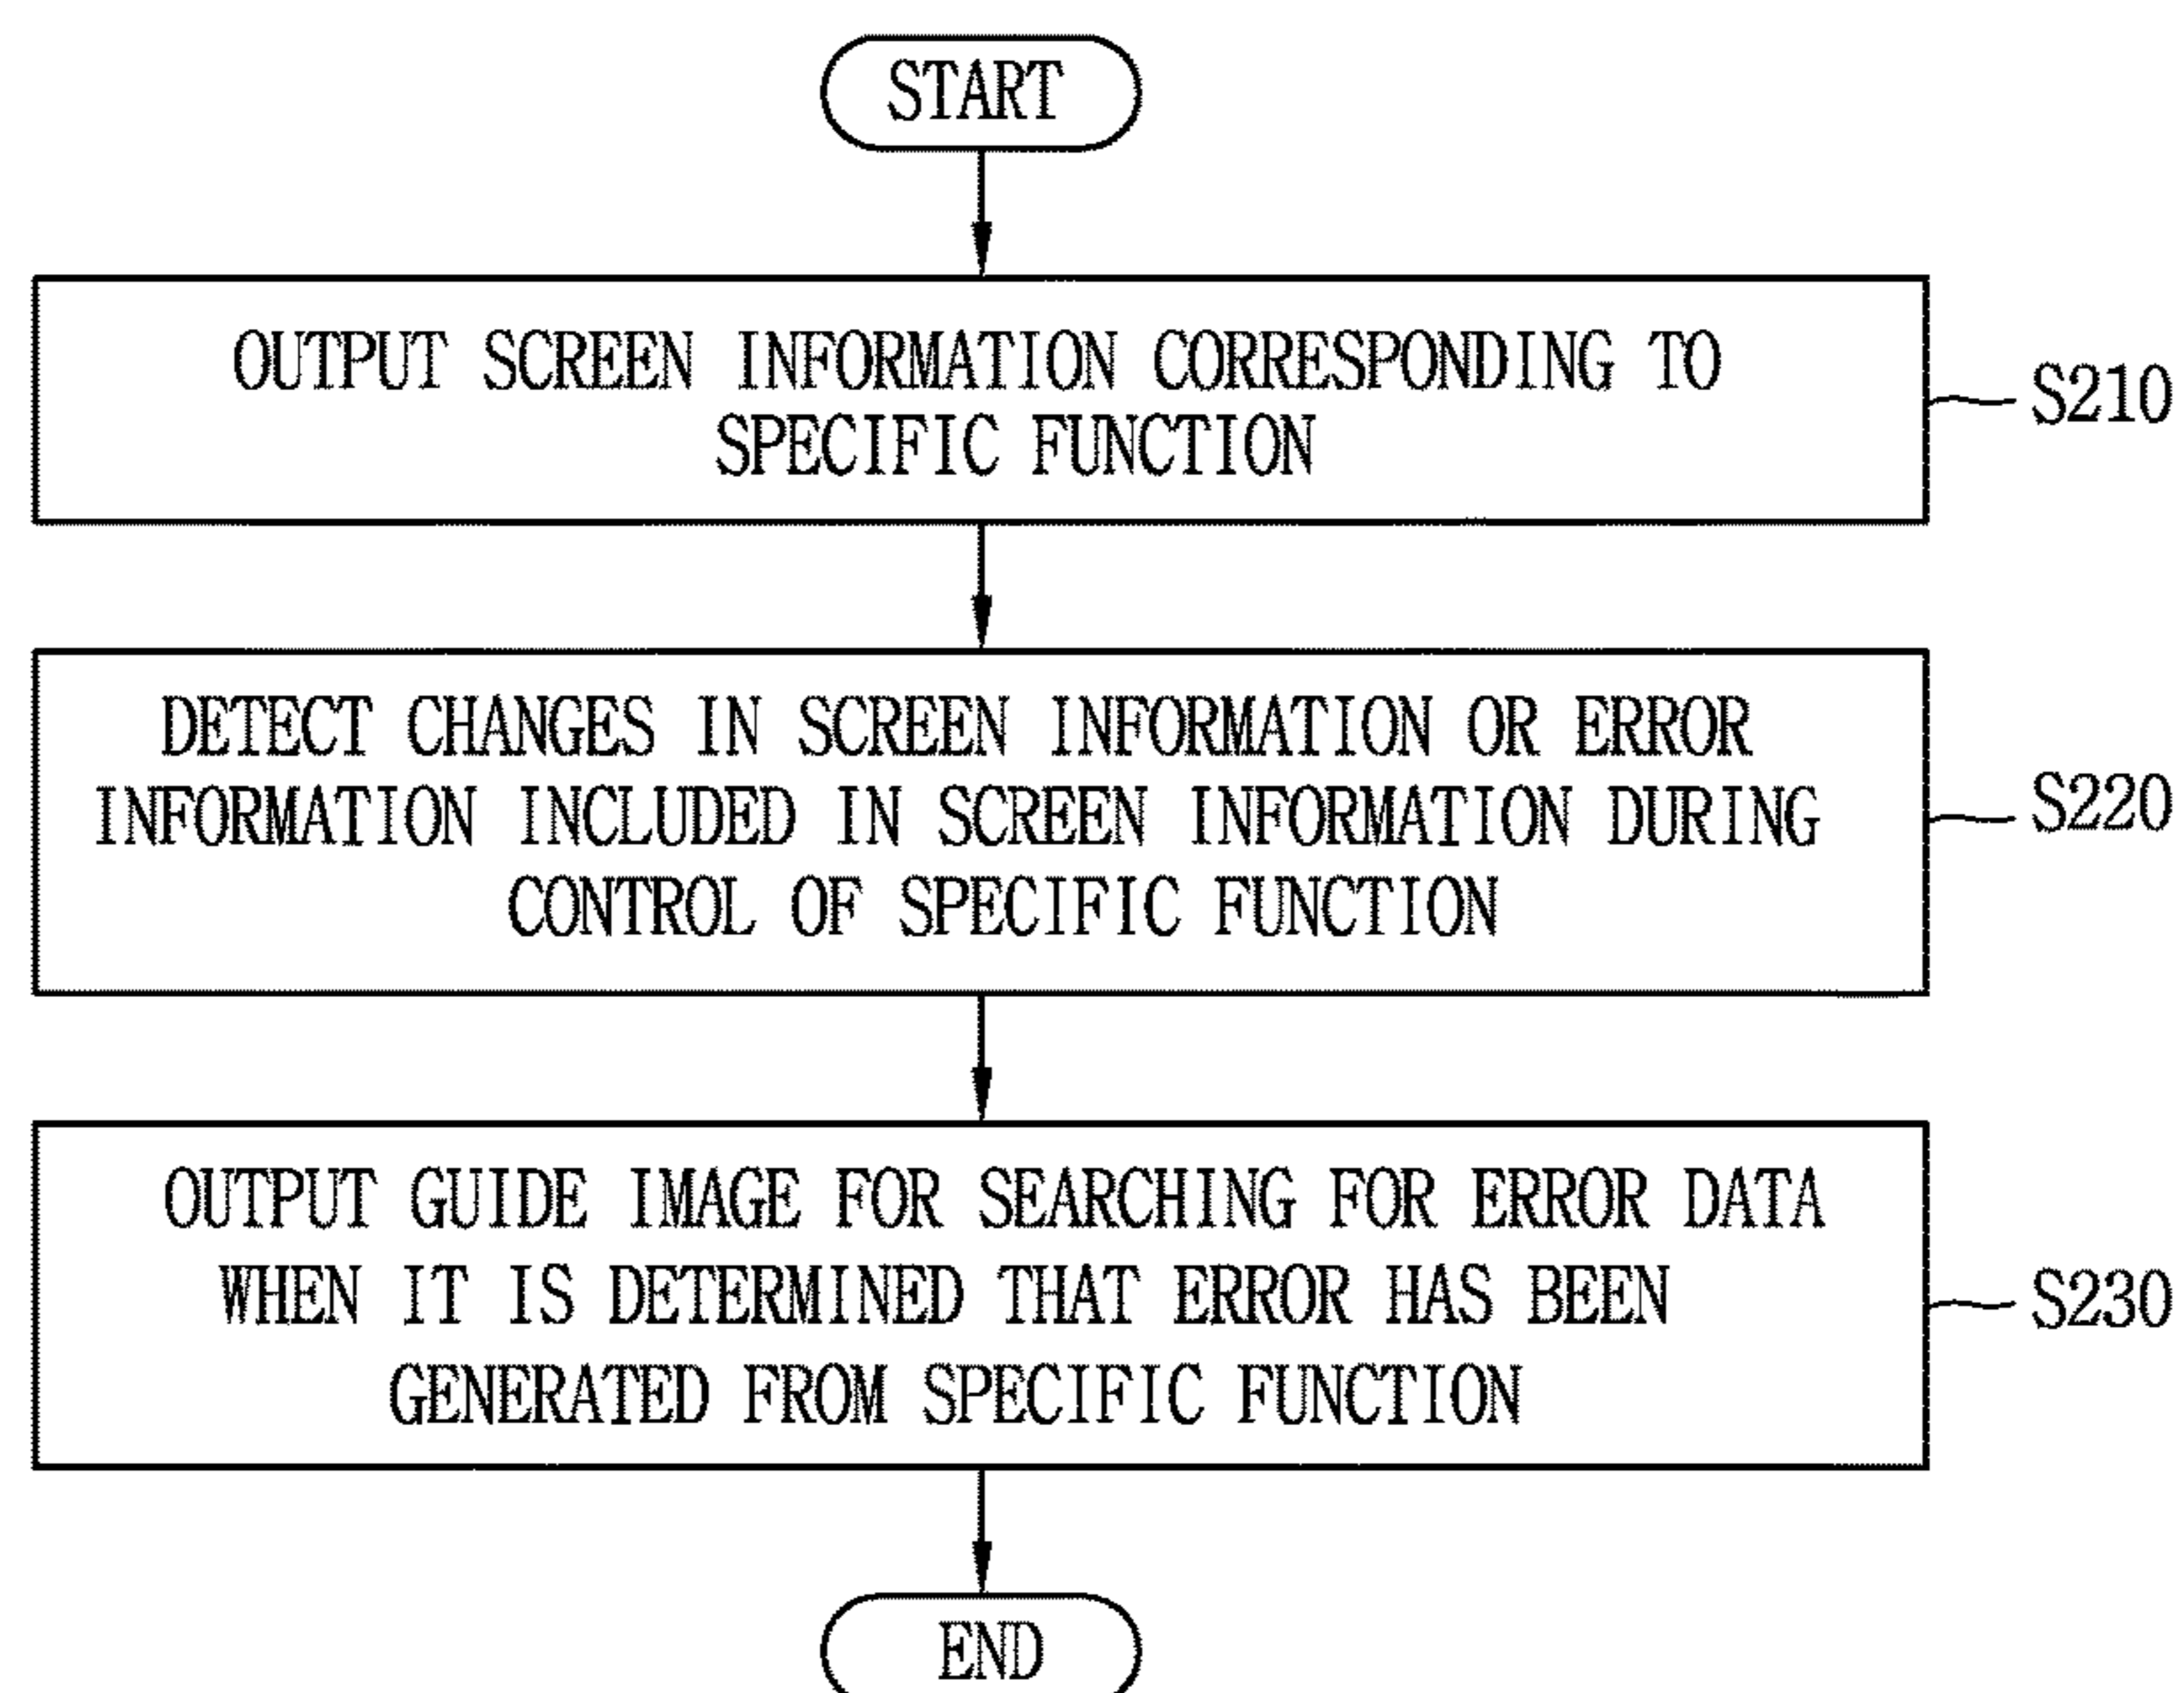 START
OUTPUT SCREEN INFORMATION CORRESPONDING TO
SPECIFIC FUNCTION
S210
DETECT CHANGES IN SCREEN INFORMATION OR ERROR
INFORMATION INCLUDED IN SCREEN INFORMATION DURING
CONTROL OF SPECIFIC FUNCTION
S220
OUTPUT GUIDE IMAGE FOR SEARCHING FOR ERROR DATA
WHEN IT IS DETERMINED THAT ERROR HAS BEEN
GENERATED FROM SPECIFIC FUNCTION
S230
END